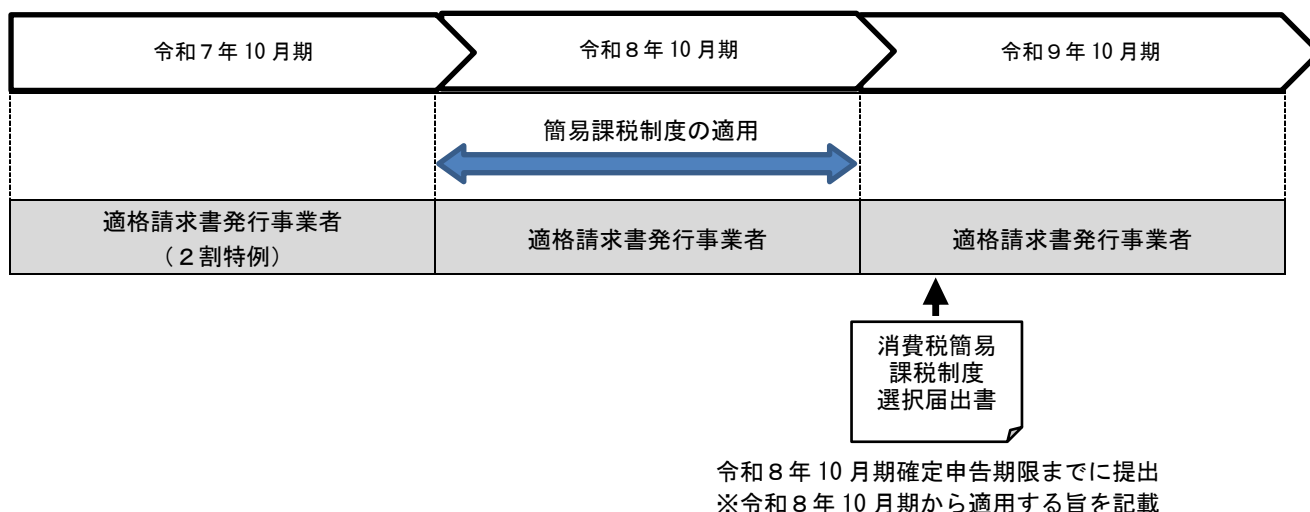 令和７年 10 月期
令和８年 10 月期
令和９年 10 月期
簡易課税制度の適用
適格請求書発行事業者
（２割特例）
適格請求書発行事業者
適格請求書発行事業者
消費税簡易
課税制度
選択届出書
令和８年 10 月期確定申告期限までに提出
※令和８年 10 月期から適用する旨を記載